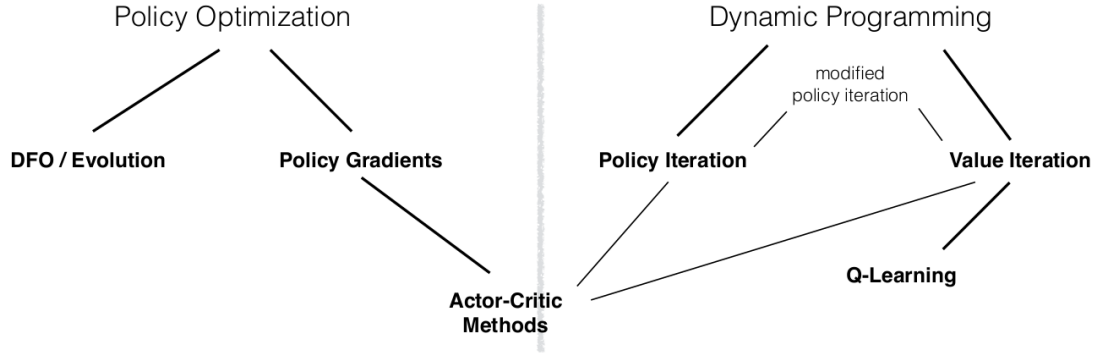 Policy Optimization
Dynamic Programming
modified
policy iteration
DFO / Evolution
Policy Gradients
Policy Iteration
Value Iteration
Q-Learning
Actor-Critic
Methods